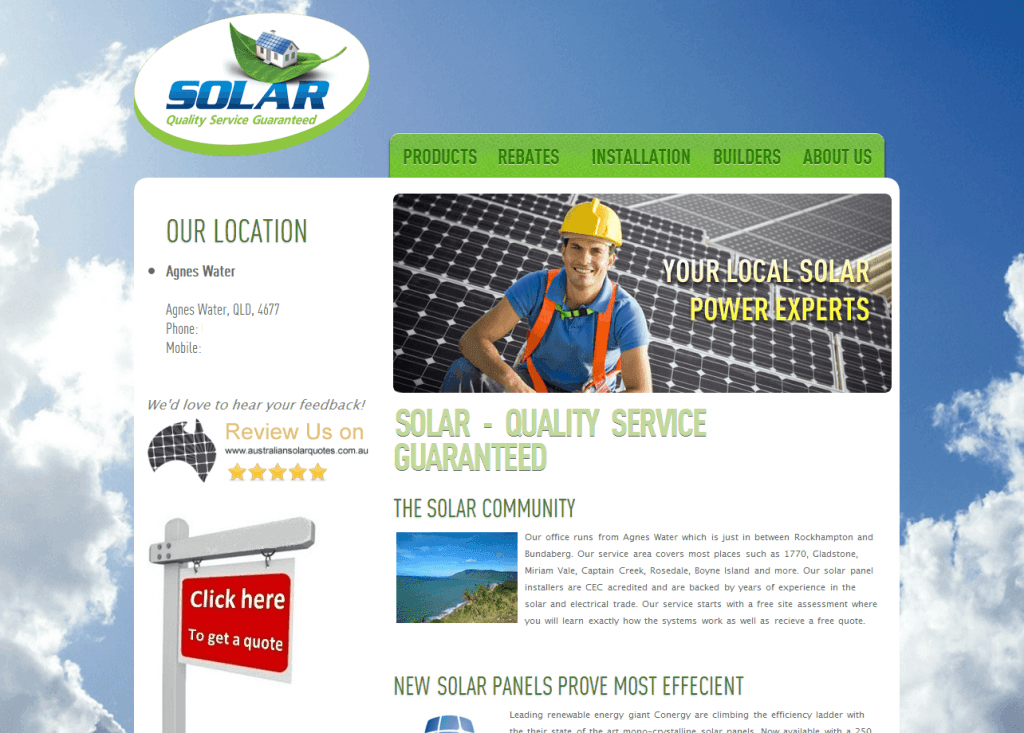 SOLAR
Quality Service Guaranteed
PRODUCTS REBATES INSTALLATION BUILDERS ABOUT US
OUR LOCATION
Agnes Water
Agnes Water, QLD, 4677
Phone:
Mobile:
We'd love to hear your feedback!
Review Us on
www.australiansolarquotes.com.au
Click here
To get a quote
YOUR LOCAL SOLAR
POWER EXPERTS
SOLAR - QUALITY SERVICE
GUARANTEED
THE SOLAR COMMUNITY
Our office runs from Agnes Water which is just in between Rockhampton and
Bundaberg. Our service area covers most places such as 1770, Gladstone,
Miriam Vale, Captain Creek, Rosedale, Boyne Island and more. Our solar panel
installers are CEC acredited and are backed by years of experience in the
solar and electrical trade. Our service starts with a free site assessment where
you will learn exactly how the systems work as well as recieve a free quote.
NEW SOLAR PANELS PROVE MOST EFFECIENT
Leading renewable energy giant Conergy are climbing the efficiency ladder with
the their state of the art mono-crystalline solar panels. Now available with a 250